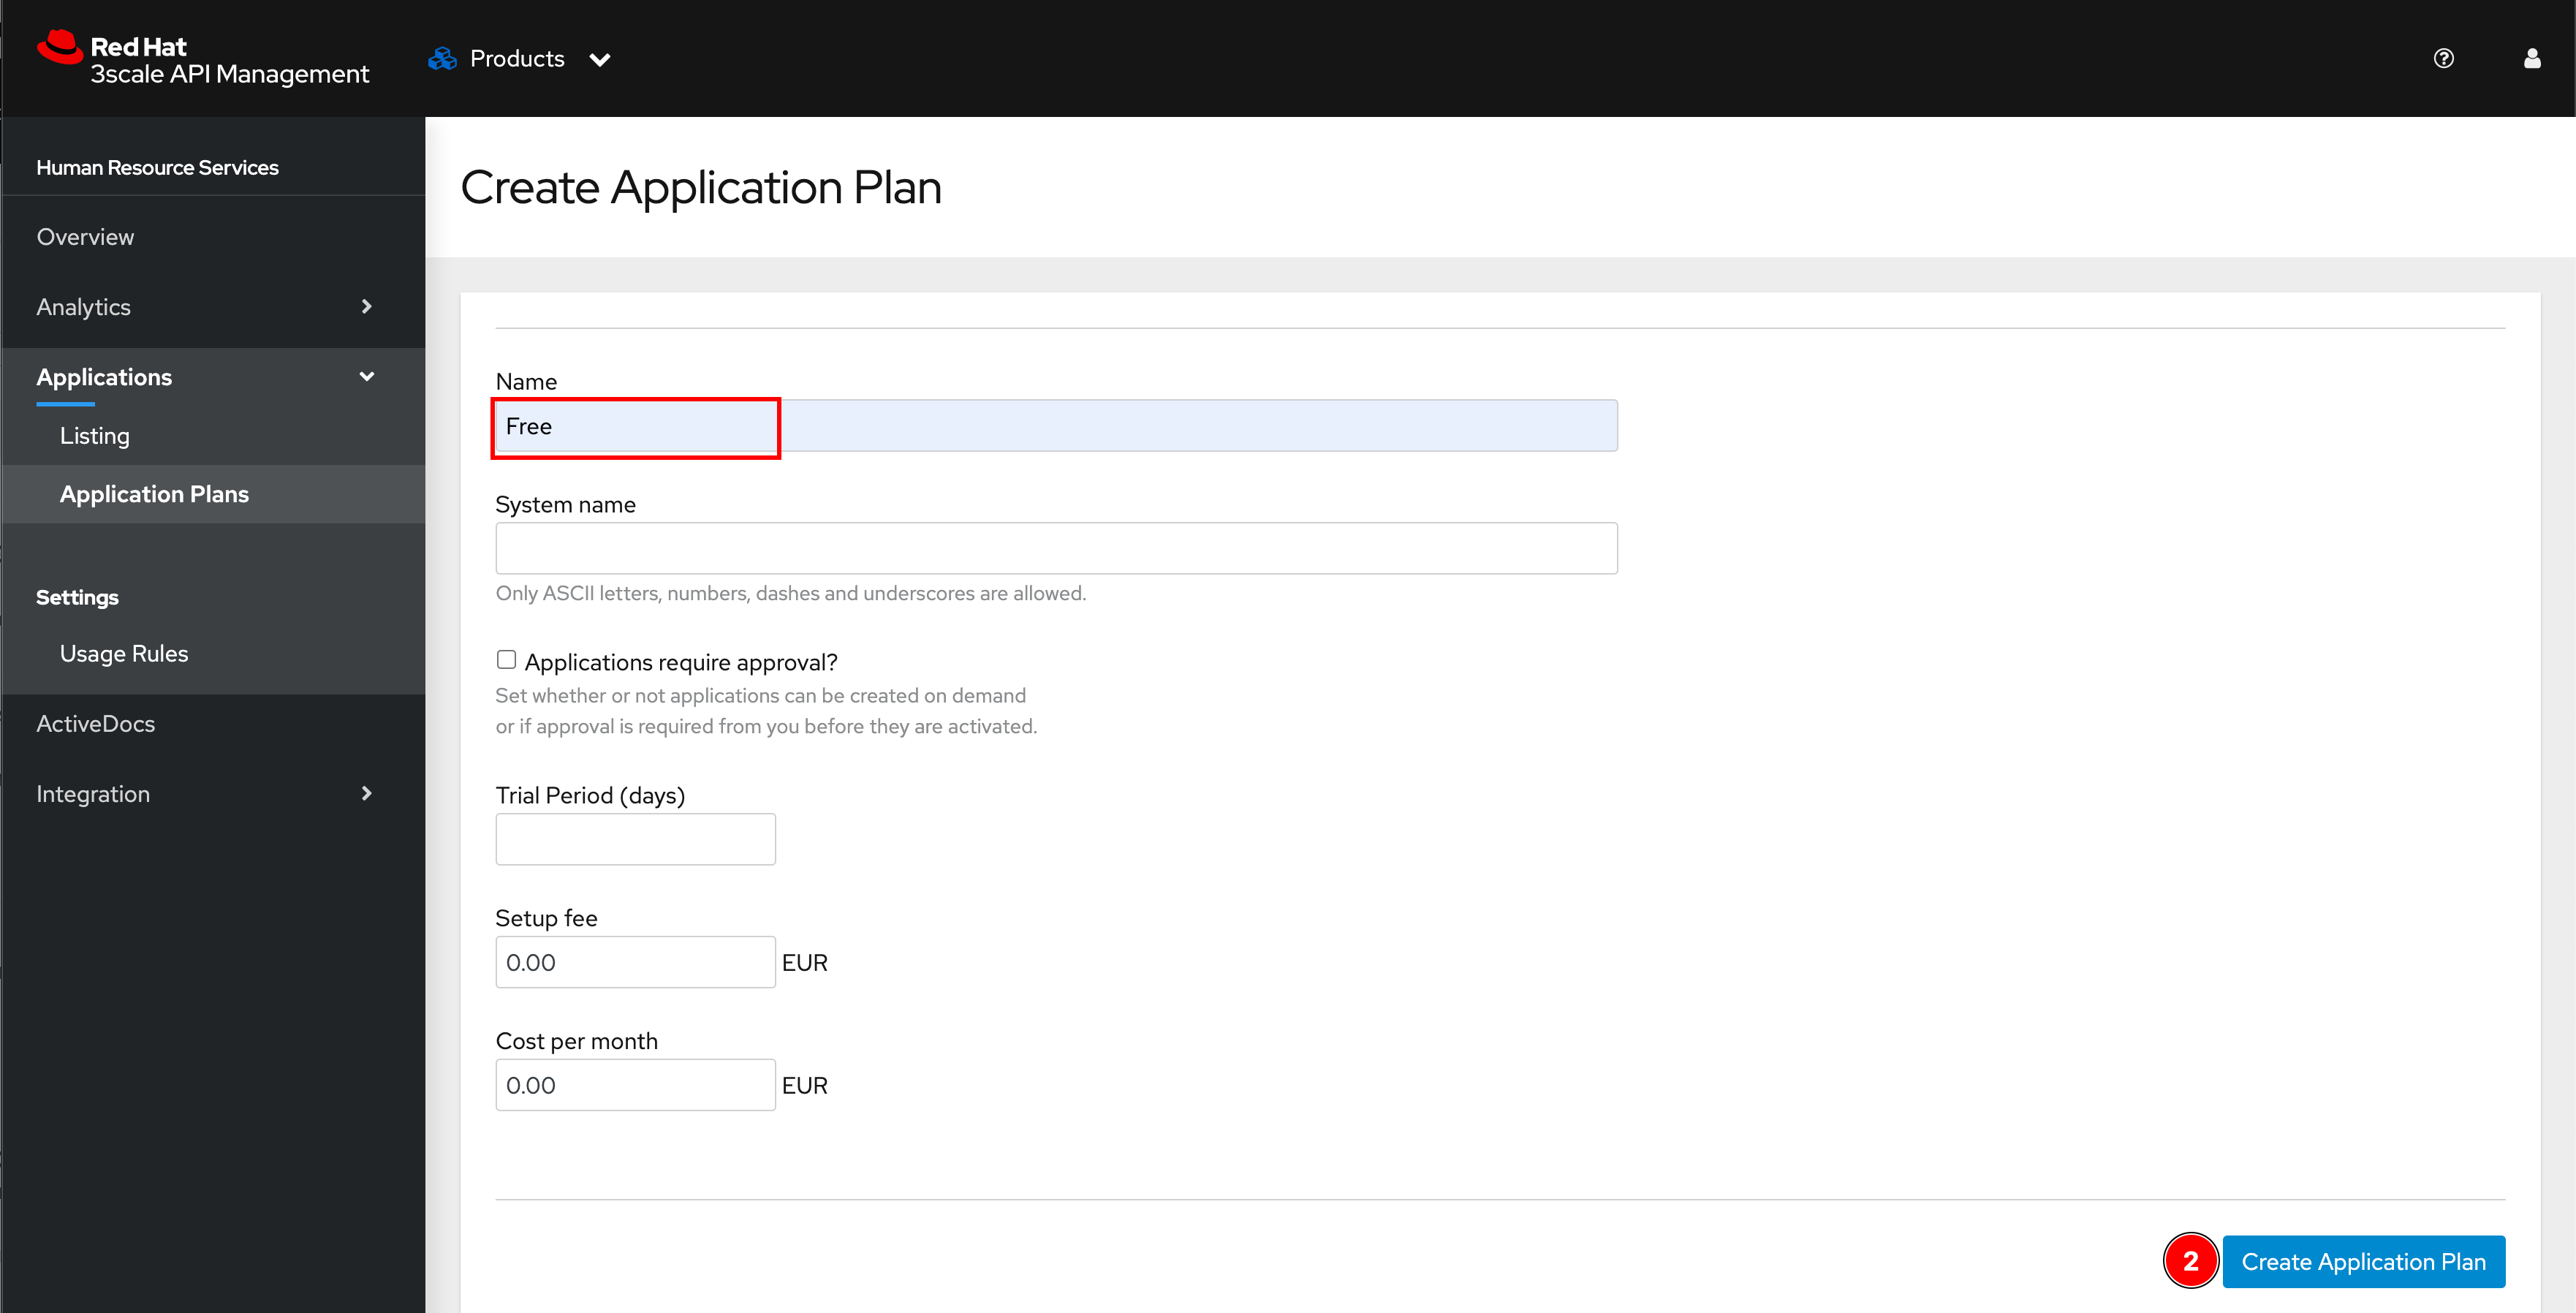 Red Hat
3scale API Management
Products
Human Resource Services
Overview
Analytics
Applications
Listing
Application Plans
Settings
Usage Rules
ActiveDocs
Integration
Create Application Plan
Name
Free
System name
Only ASCII letters, numbers, dashes and underscores are allowed.
Applications require approval?
Set whether or not applications can be created on demand
or if approval is required from you before they are activated.
Trial Period (days)
Setup fee
0.00 EUR
Cost per month
0.00 EUR
2 Create Application Plan